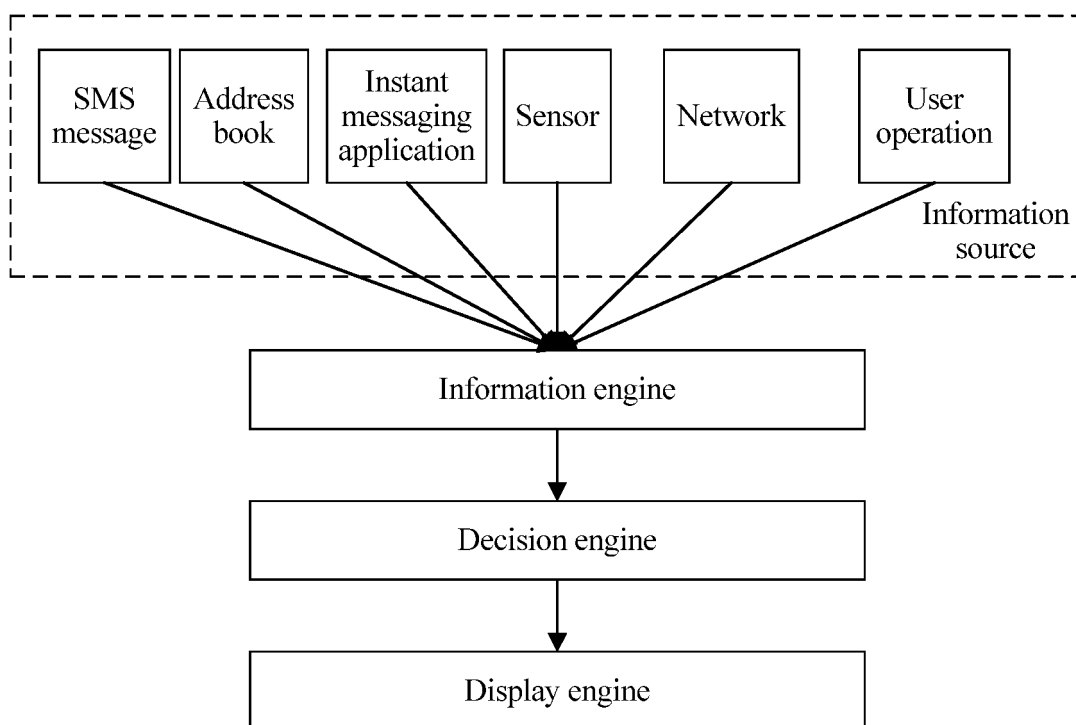 SMS
message
Address
book
Instant
messaging
application
Sensor
Network
User
operation
Information
source
Information engine
Decision engine
Display engine